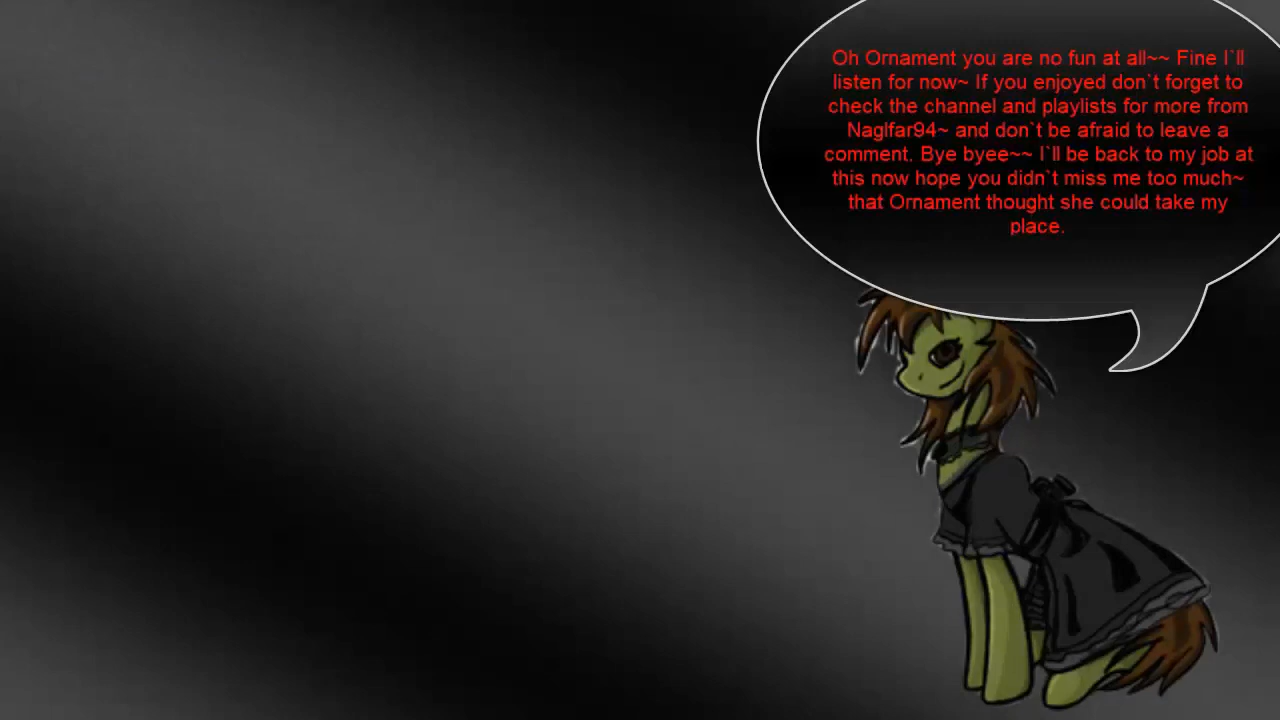 Oh Ornament you are no fun at all~~ Fine I`ll
listen for now~ If you enjoyed don`t forget to
check the channel and playlists for more from
Naglfar94~ and don`t be afraid to leave a
comment. Bye byee~~ I`ll be back to my job at
this now hope you didn`t miss me too much~
that Ornament thought she could take my
place.